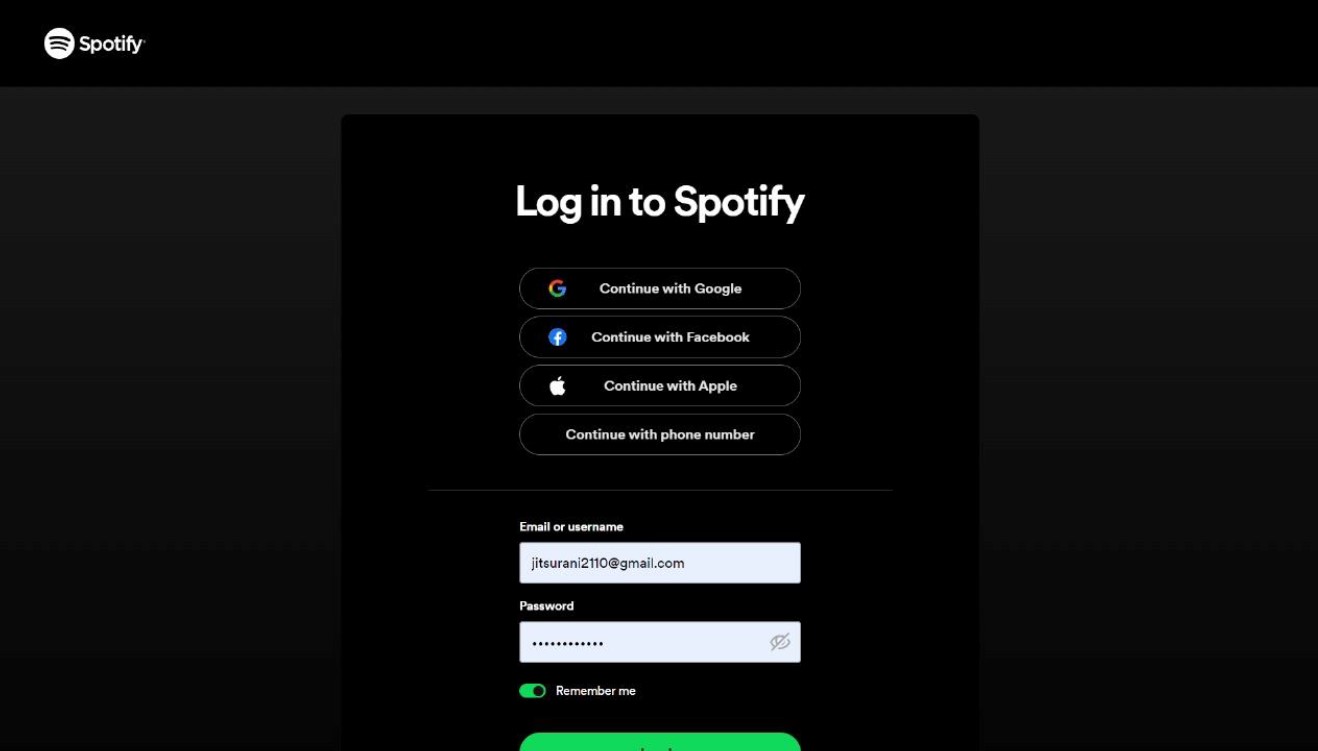 Spotify
Log in to Spotify
Continue with Google
Continue with Facebook
Continue with Apple
Continue with phone number
Email or username
jitsurani2110@gmail.com
Password
••••••••••••
Remember me